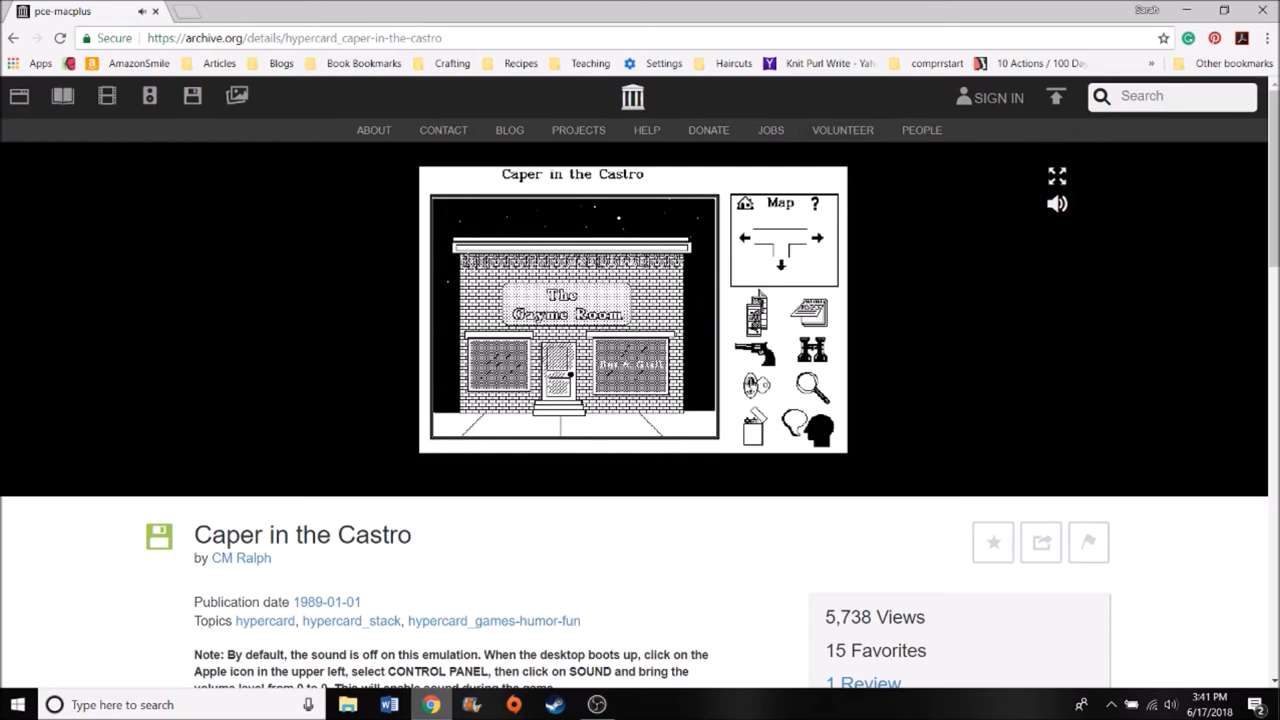 pce-macplus
Sarah
Secure
https://archive.org/details/hypercard_caper-in-the-castro
Apps AmazonSmile Articles Blogs Book Bookmarks Crafting Recipes Teaching Settings Haircuts Knit Purl Write - Yah comprrstart 10 Actions / 100 Day » Other bookmarks
SIGN IN Search
ABOUT CONTACT BLOG PROJECTS HELP DONATE JOBS VOLUNTEER PEOPLE
Caper in the Castro
Map ?
The
Gayme Room
Caper in the Castro
by CM Ralph
Publication date 1989-01-01
Topics hypercard, hypercard_stack, hypercard_games-humor-fun
Note: By default, the sound is off on this emulation. When the desktop boots up, click on the
Apple icon in the upper left, select CONTROL PANEL, then click on SOUND and bring the
5,738 Views
15 Favorites
1 Review
Type here to search
3:41 PM
6/17/2018
2